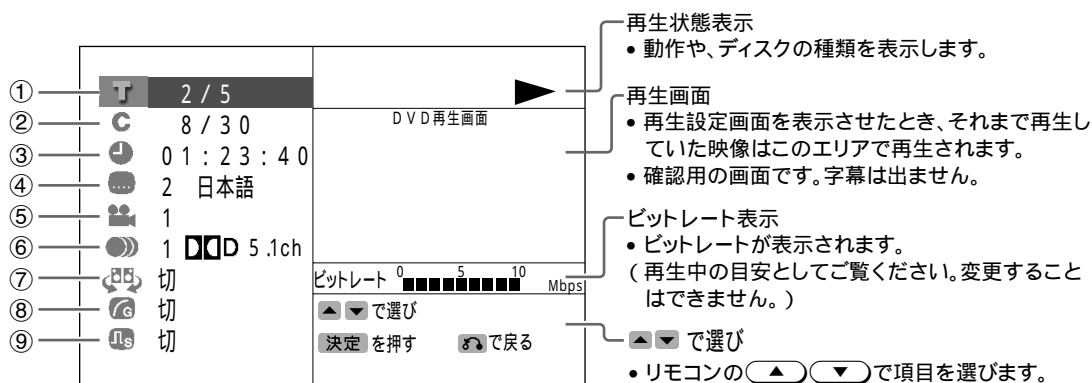 ① T 2/5
② C 8/30
③ 01:23:40
④ 2 日本語
⑤ 1
⑥ 1 DD D 5.1ch
⑦ 切
⑧ G 切
⑨ S 切
DVD再生画面
ビットレート 0 5 10 Mbps
▲ ▼ で選び
決定 を押す で戻る
再生状態表示
• 動作や、ディスクの種類を表示します。
再生画面
• 再生設定画面を表示させたとき、それまで再生し
ていた映像はこのエリアで再生されます。
• 確認用の画面です。字幕は出ません。
ビットレート表示
• ビットレートが表示されます。
(再生中の目安としてご覧ください。変更すること
はできません。)
▲ ▼ で選び
• リモコンの▲▼で項目を選びます。